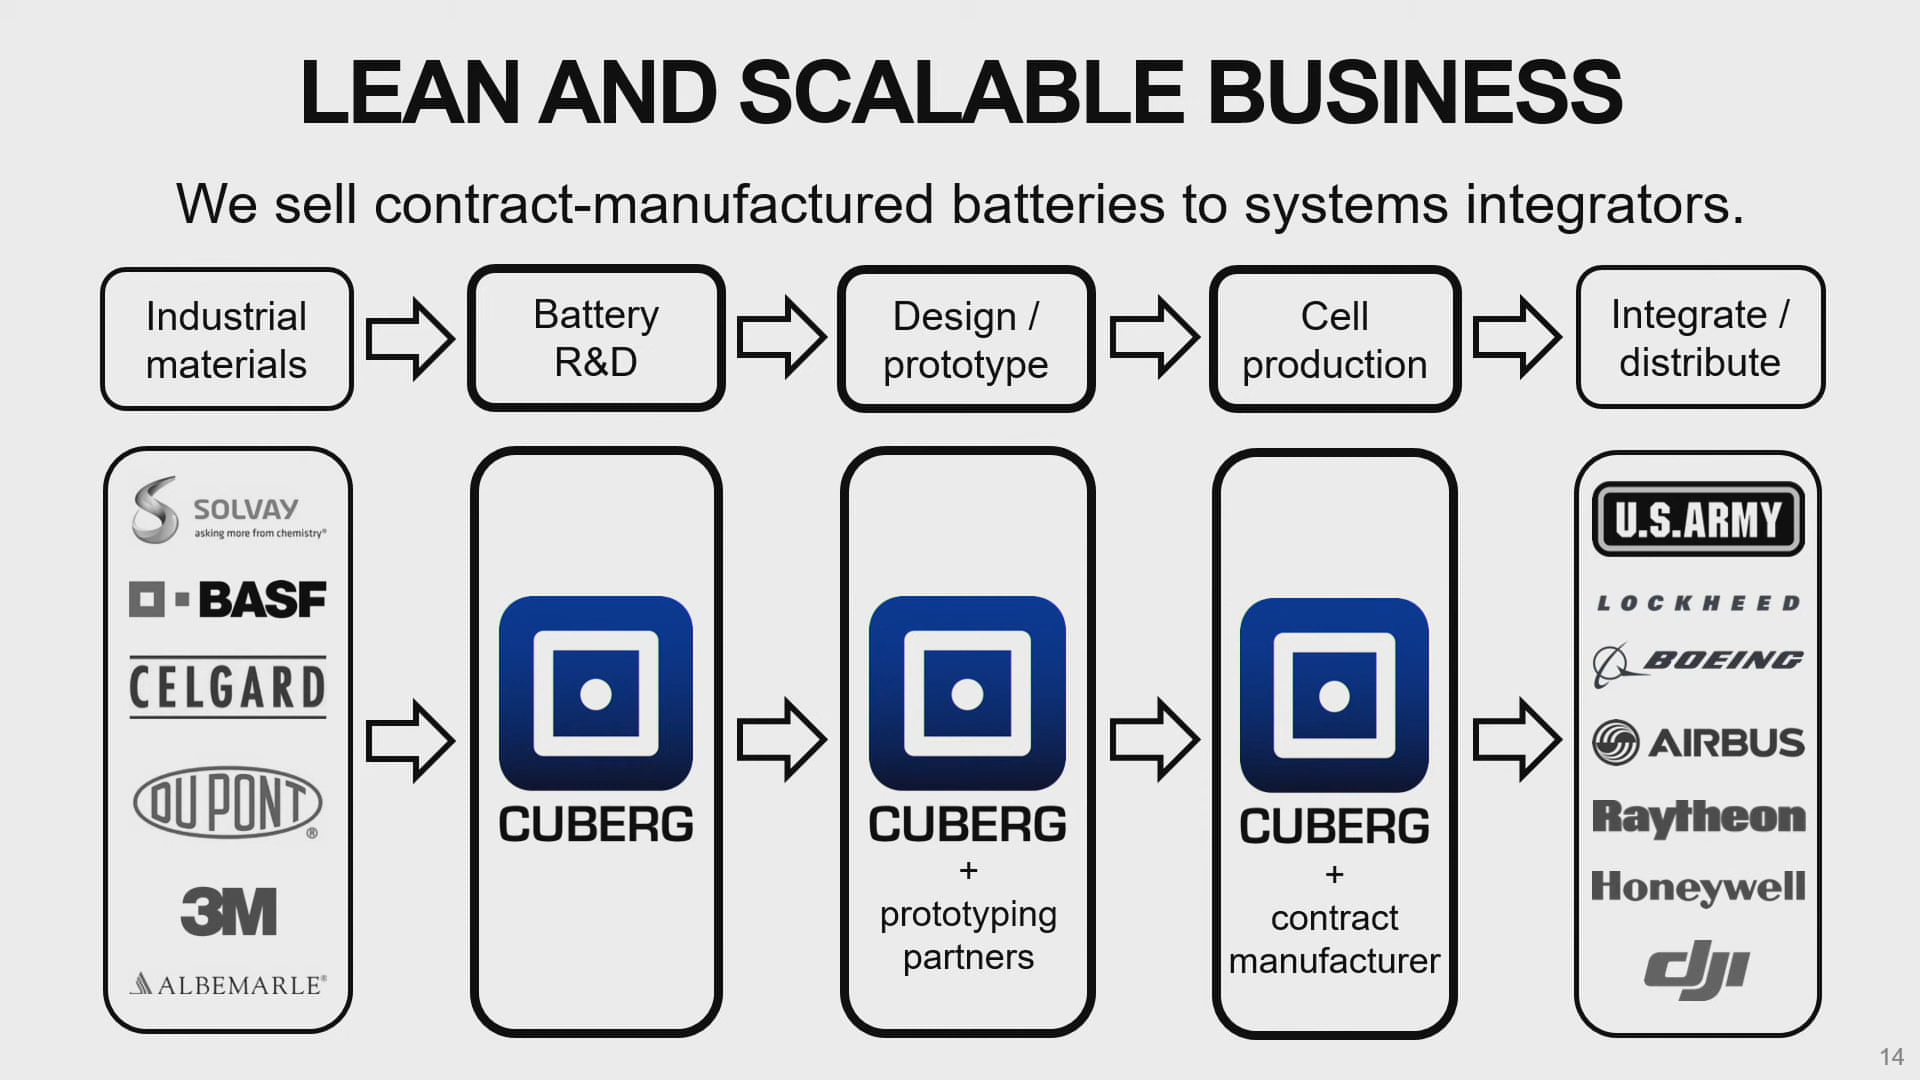 LEAN AND SCALABLE BUSINESS
We sell contract-manufactured batteries to systems integrators.
Industrial
materials
Battery
R&D
Design /
prototype
Cell
production
Integrate /
distribute
SOLVAY
asking more from chemistry®
BASF
CELGARD
DUPONT®
3M
ALBEMARLE®
CUBERG
CUBERG
+
prototyping
partners
CUBERG
+
contract
manufacturer
U.S.ARMY
LOCKHEED
BOEING
AIRBUS
Raytheon
Honeywell
dji
14